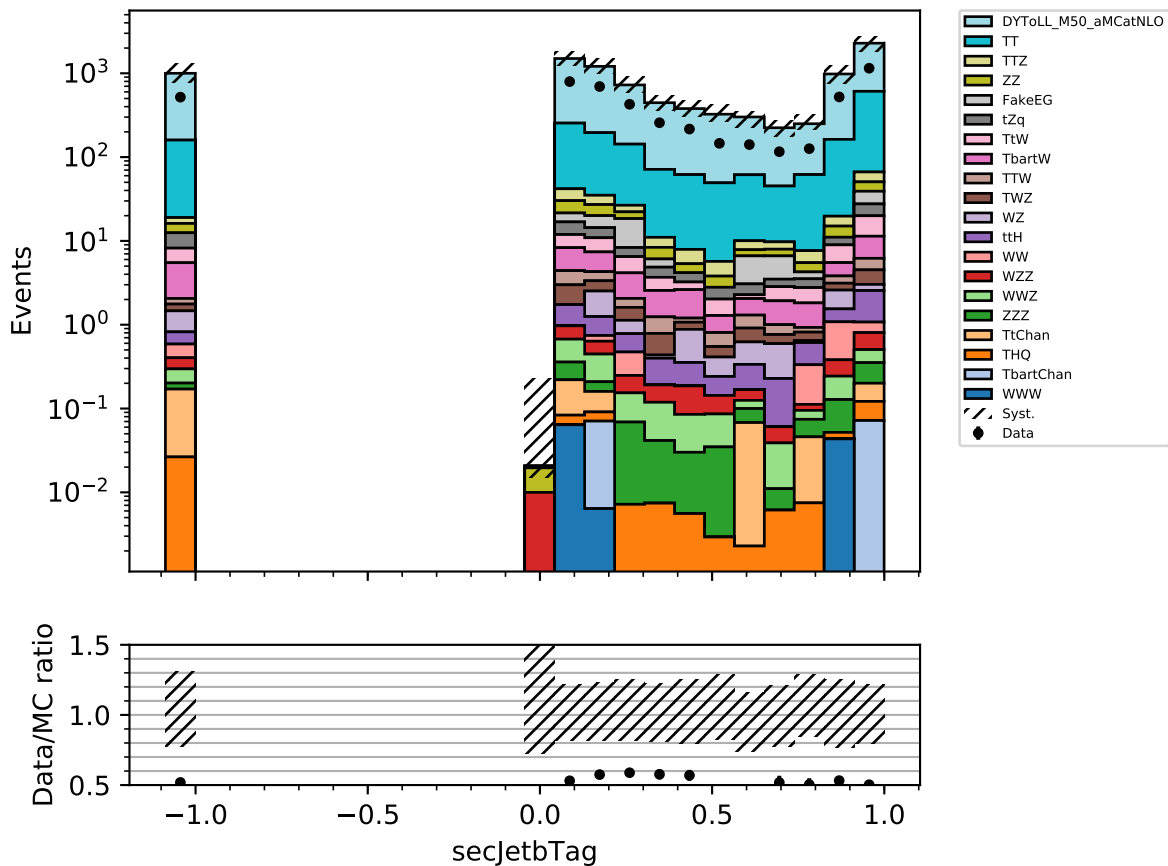 Events
10³
10²
10¹
10⁰
10⁻¹
10⁻²
DYToLL_M50_aMCatNLO
TT
TTZ
ZZ
FakeEG
tZq
TtW
TbartW
TTW
TWZ
WZ
ttH
WW
WZZ
WWZ
ZZZ
TtChan
THQ
TbartChan
WWW
Syst.
Data
Data/MC ratio
1.5
1.0
0.5
−1.0 −0.5 0.0 0.5 1.0
secJetbTag